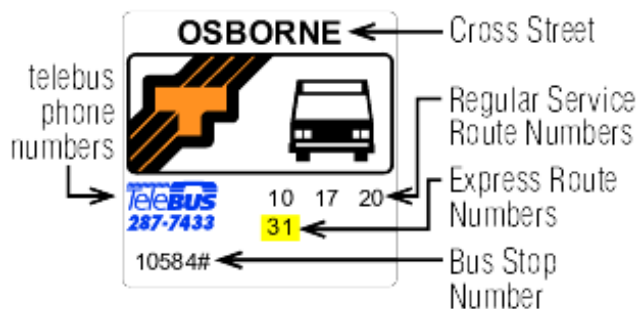 OSBORNE
Cross Street
telebus
phone
numbers
Regular Service
Route Numbers
TeleBUS
287-7433
10 17 20
31
Express Route
Numbers
10584#
Bus Stop
Number